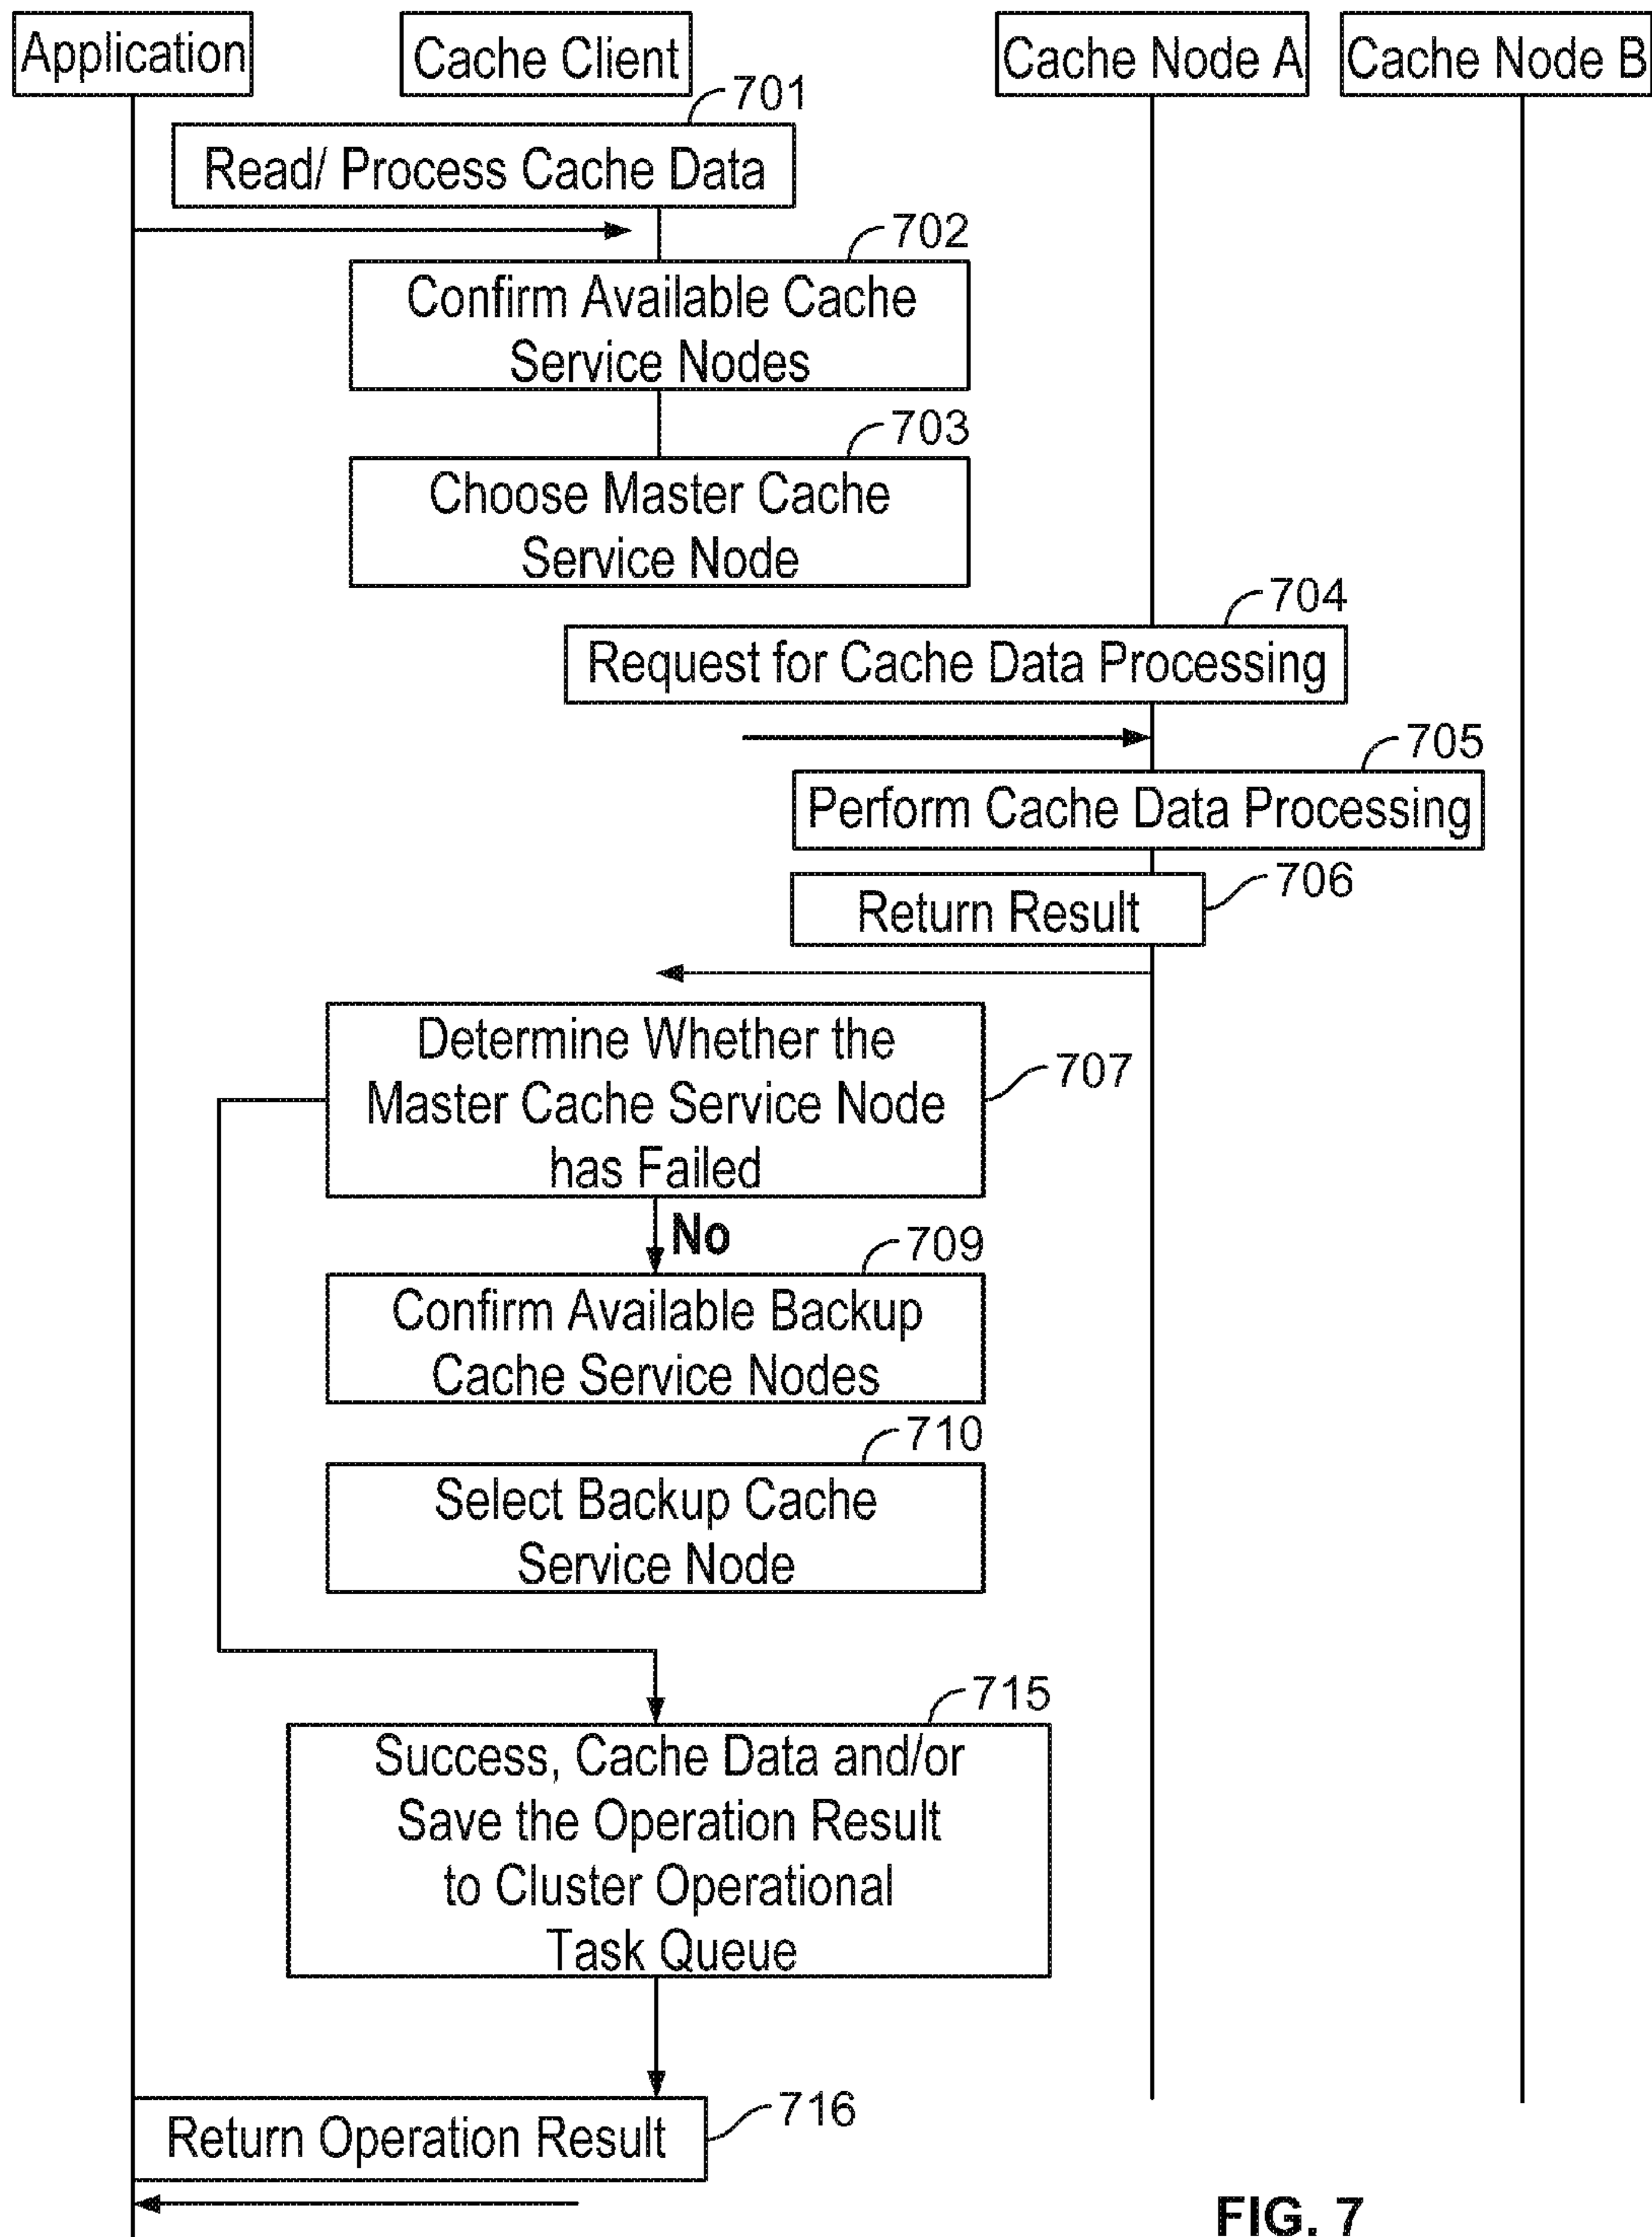 Application
Cache Client
Cache Node A
Cache Node B
701
Read/ Process Cache Data
702
Confirm Available Cache
Service Nodes
703
Choose Master Cache
Service Node
704
Request for Cache Data Processing
705
Perform Cache Data Processing
706
Return Result
Determine Whether the
Master Cache Service Node
has Failed
707
No
709
Confirm Available Backup
Cache Service Nodes
710
Select Backup Cache
Service Node
715
Success, Cache Data and/or
Save the Operation Result
to Cluster Operational
Task Queue
716
Return Operation Result
FIG. 7